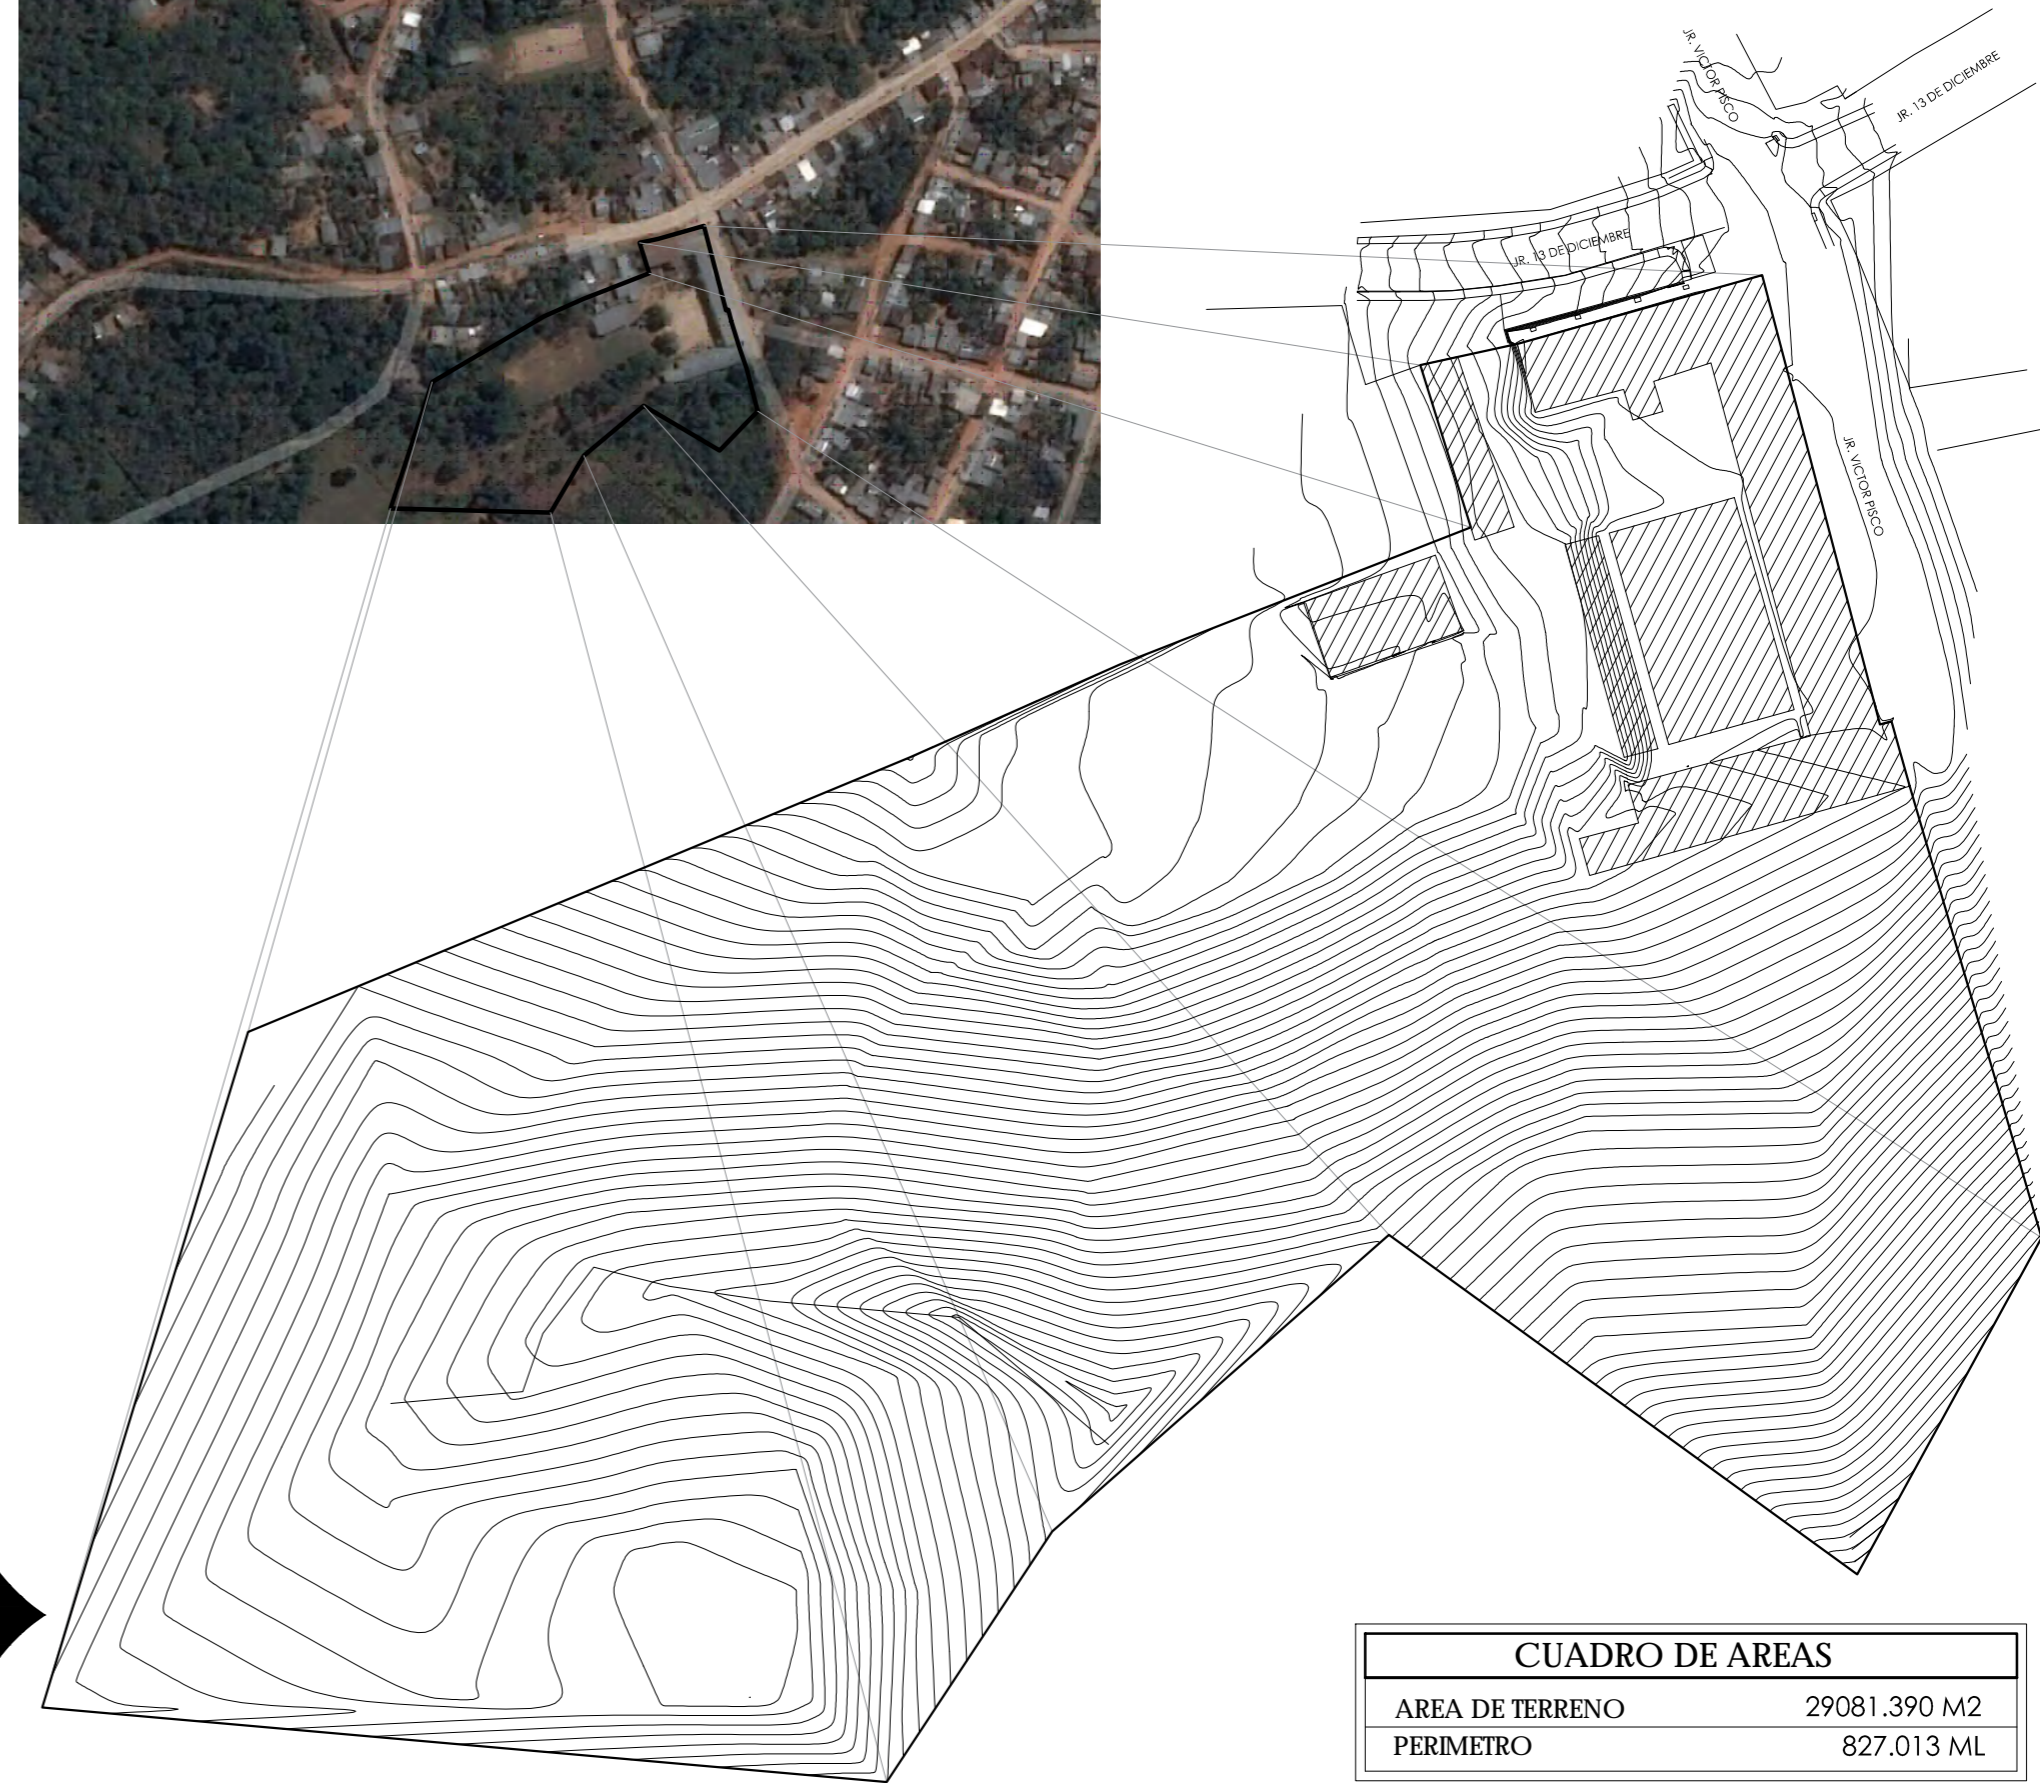 JR. VICTOR PISCO
JR. 13 DE DICIEMBRE
JR. 13 DE DICIEMBRE
JR. VICTOR PISCO
CUADRO DE AREAS
AREA DE TERRENO 29081.390 M2
PERIMETRO 827.013 ML